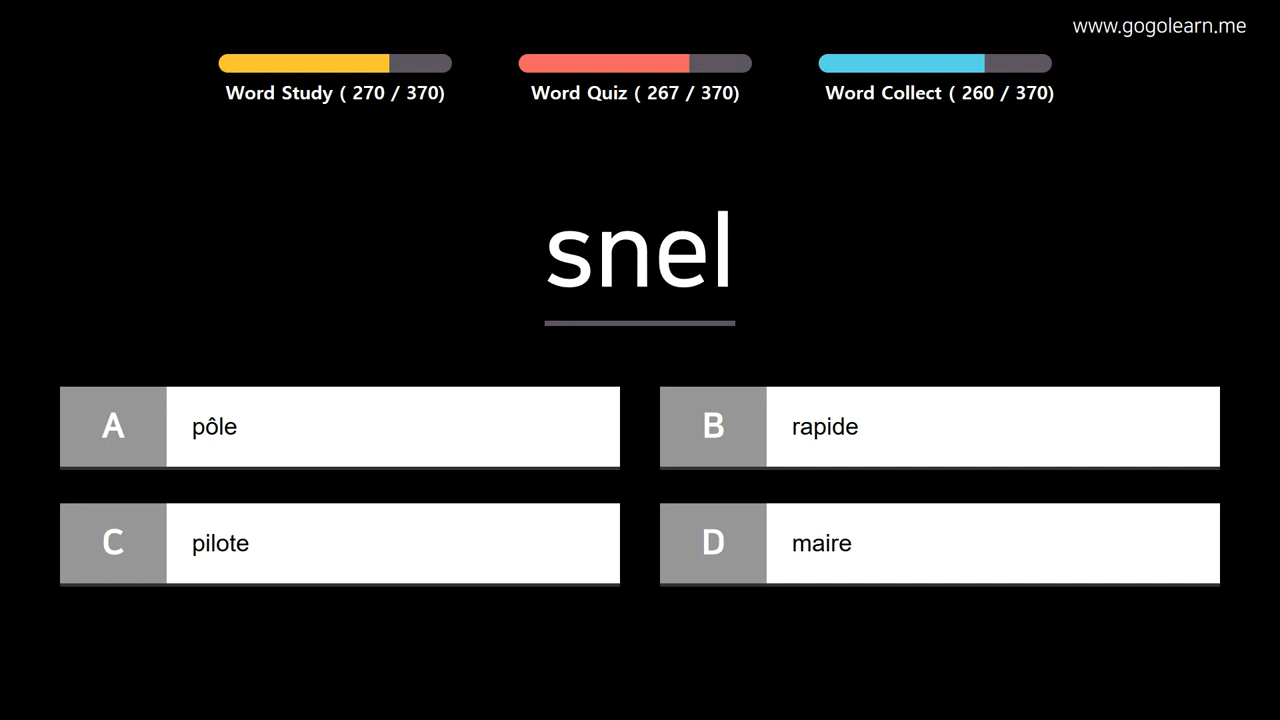 www.gogolearn.me
Word Study ( 270 / 370)
Word Quiz ( 267 / 370)
Word Collect ( 260 / 370)
snel
A pôle
B rapide
C pilote
D maire